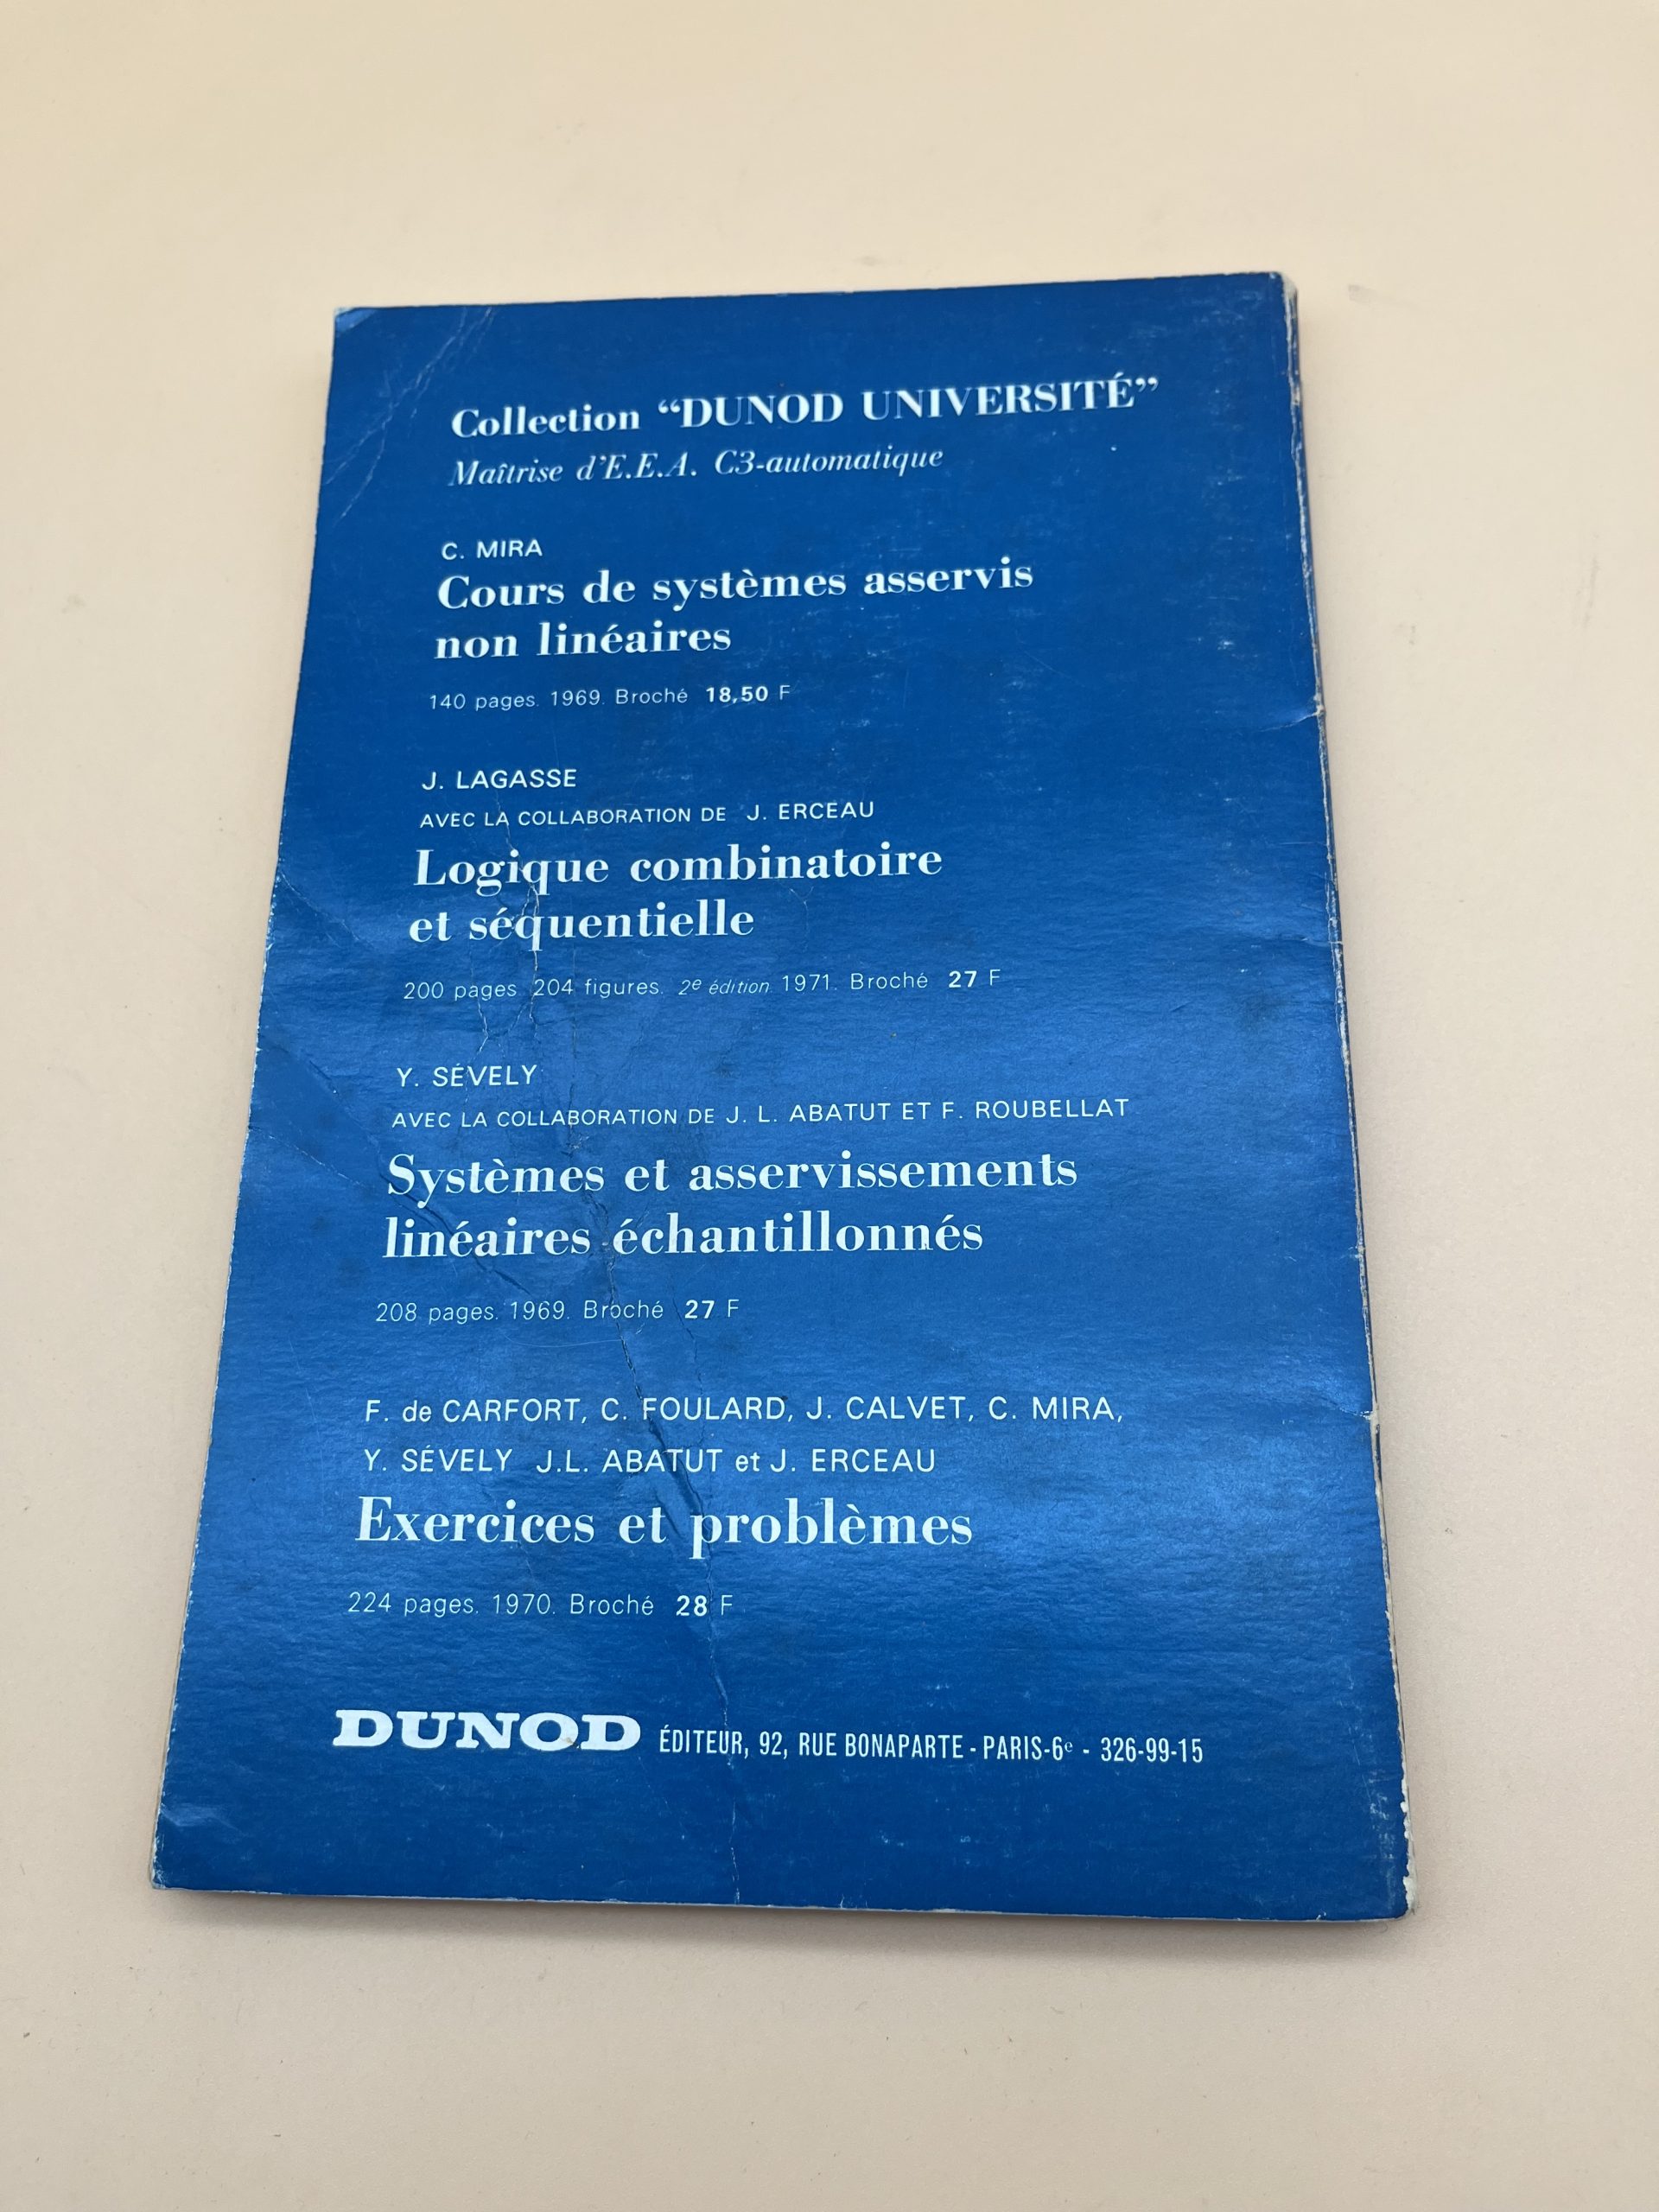 Collection “DUNOD UNIVERSITÉ”
Maîtrise d’E.E.A. C3-automatique
C. MIRA
Cours de systèmes asservis
non linéaires
140 pages. 1969. Broché 18,50 F
J. LAGASSE
AVEC LA COLLABORATION DE J. ERCEAU
Logique combinatoire
et séquentielle
200 pages 204 figures. 2e édition 1971. Broché 27 F
Y. SÉVELY
AVEC LA COLLABORATION DE J. L. ABATUT ET F. ROUBELLAT
Systèmes et asservissements
linéaires échantillonnés
208 pages. 1969. Broché 27 F
F. de CARFORT, C. FOULARD, J. CALVET, C. MIRA,
Y. SÉVELY J.L. ABATUT et J. ERCEAU
Exercices et problèmes
224 pages. 1970. Broché 28 F
DUNOD ÉDITEUR, 92, RUE BONAPARTE - PARIS-6e - 326-99-15